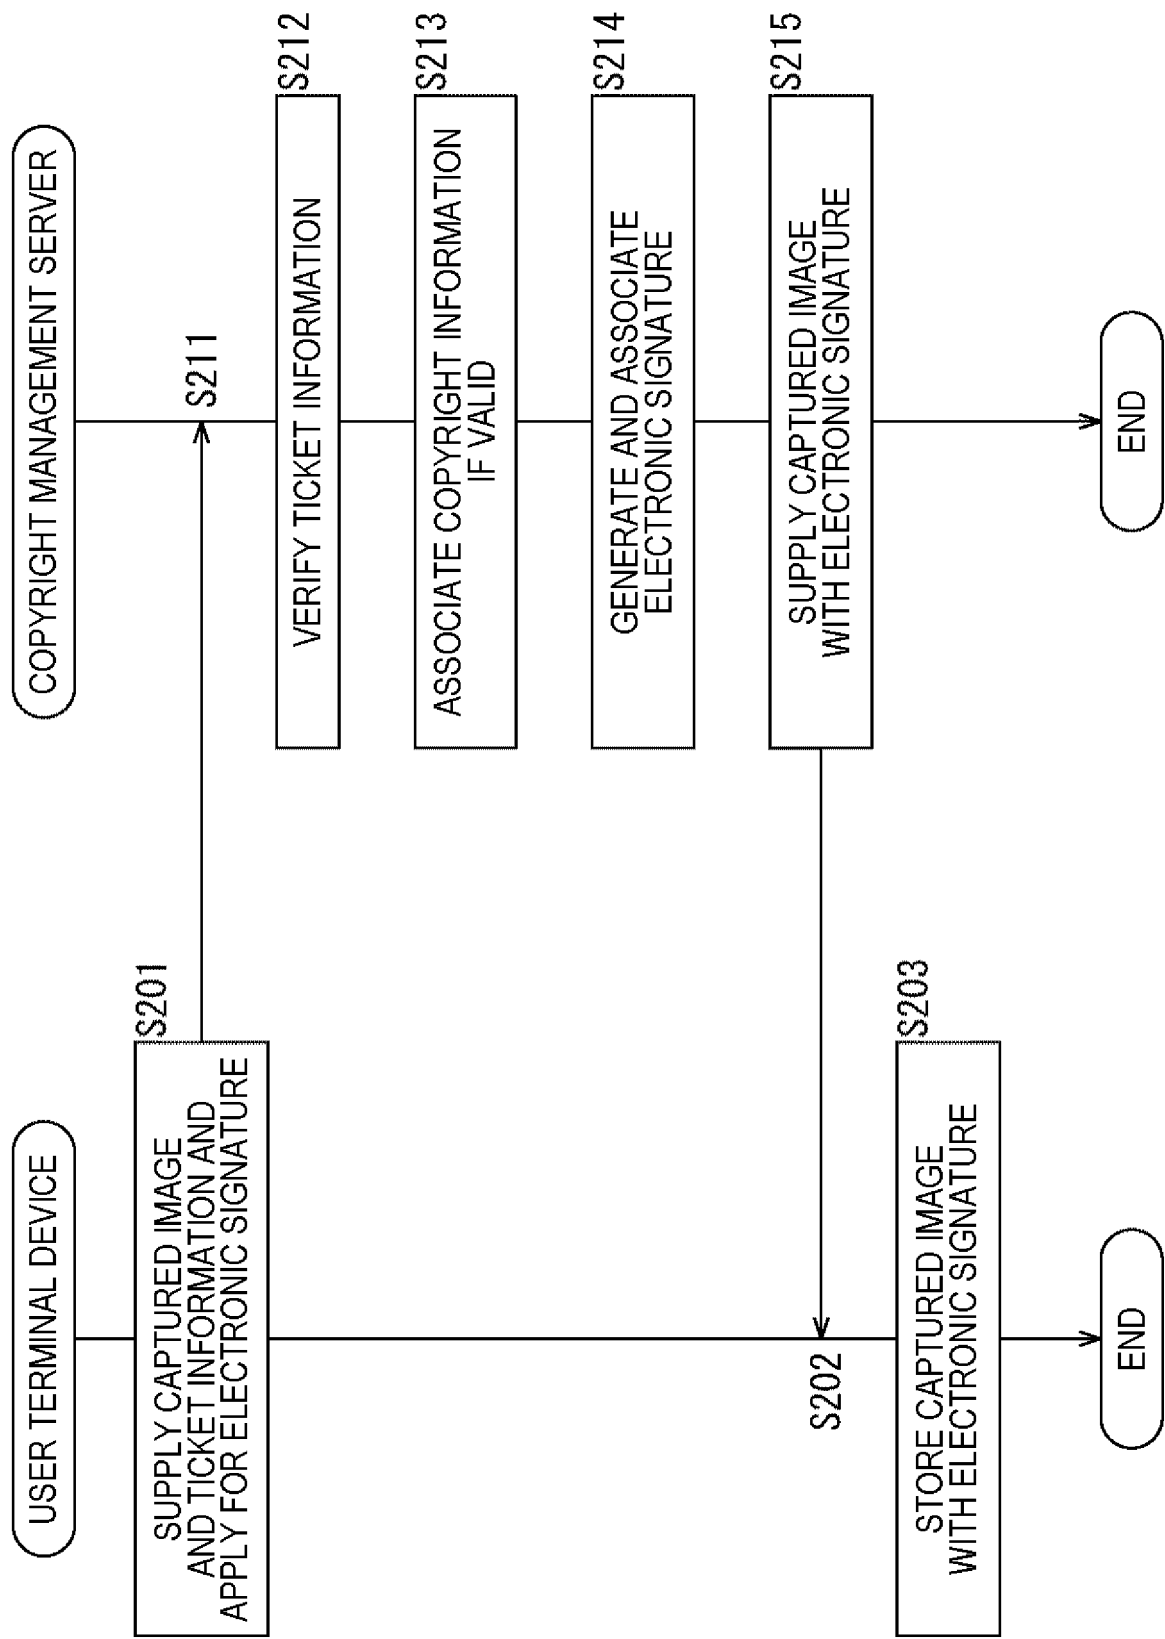 USER TERMINAL DEVICE
COPYRIGHT MANAGEMENT SERVER
S201
SUPPLY CAPTURED IMAGE
AND TICKET INFORMATION AND
APPLY FOR ELECTRONIC SIGNATURE
S211
S212
VERIFY TICKET INFORMATION
S213
ASSOCIATE COPYRIGHT INFORMATION
IF VALID
S214
GENERATE AND ASSOCIATE
ELECTRONIC SIGNATURE
S215
SUPPLY CAPTURED IMAGE
WITH ELECTRONIC SIGNATURE
S202
S203
STORE CAPTURED IMAGE
WITH ELECTRONIC SIGNATURE
END
END